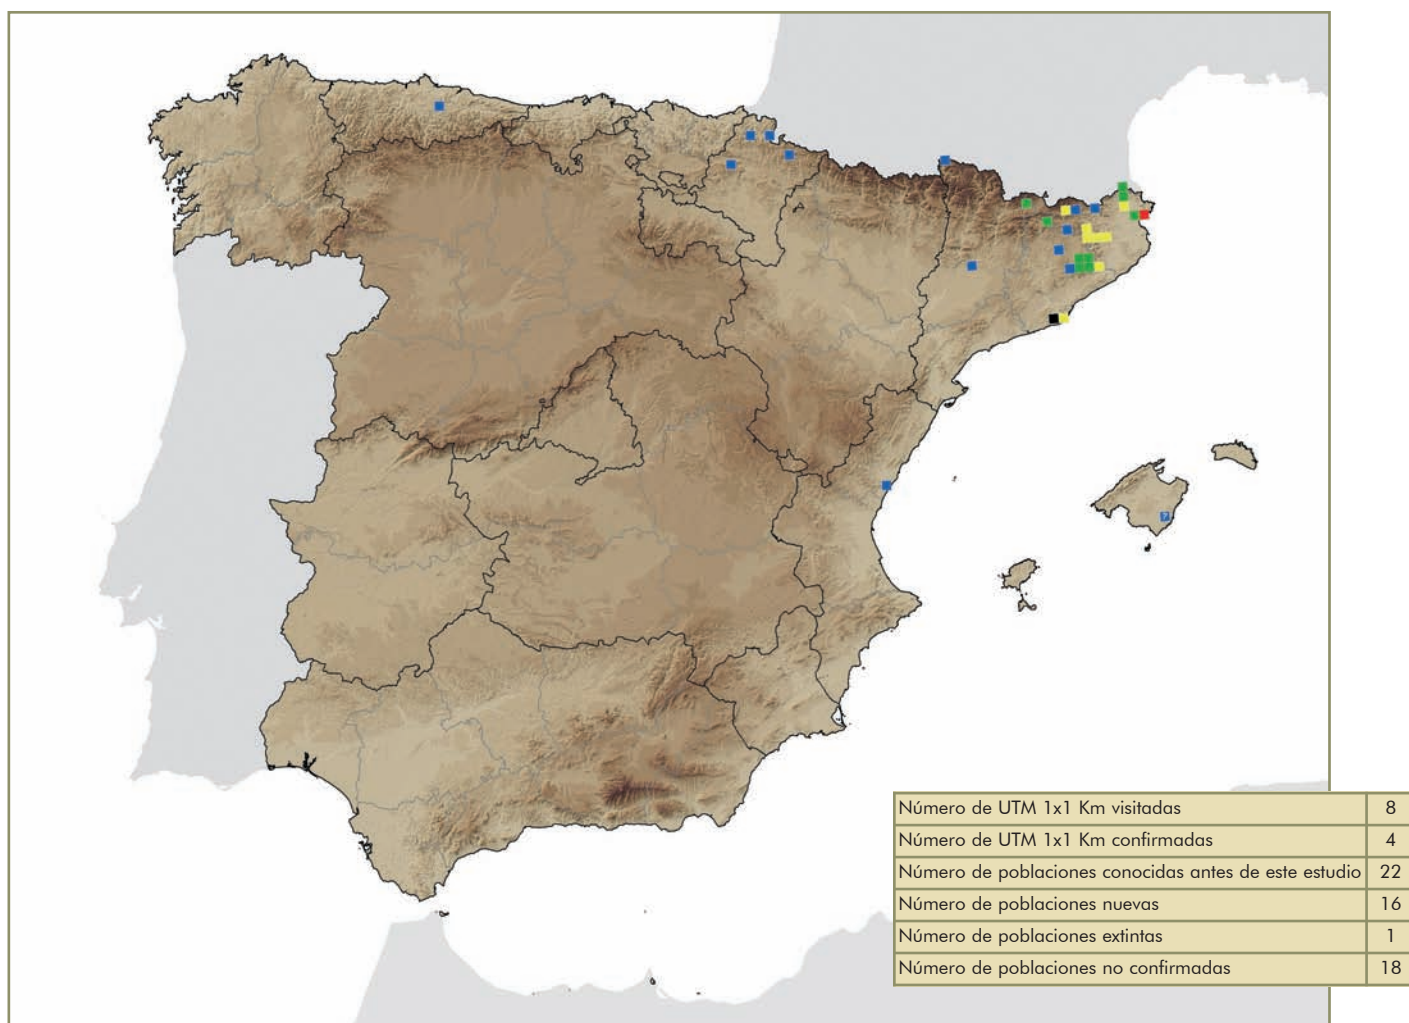 ?
Número de UTM 1x1 Km visitadas 8
Número de UTM 1x1 Km confirmadas 4
Número de poblaciones conocidas antes de este estudio 22
Número de poblaciones nuevas 16
Número de poblaciones extintas 1
Número de poblaciones no confirmadas 18